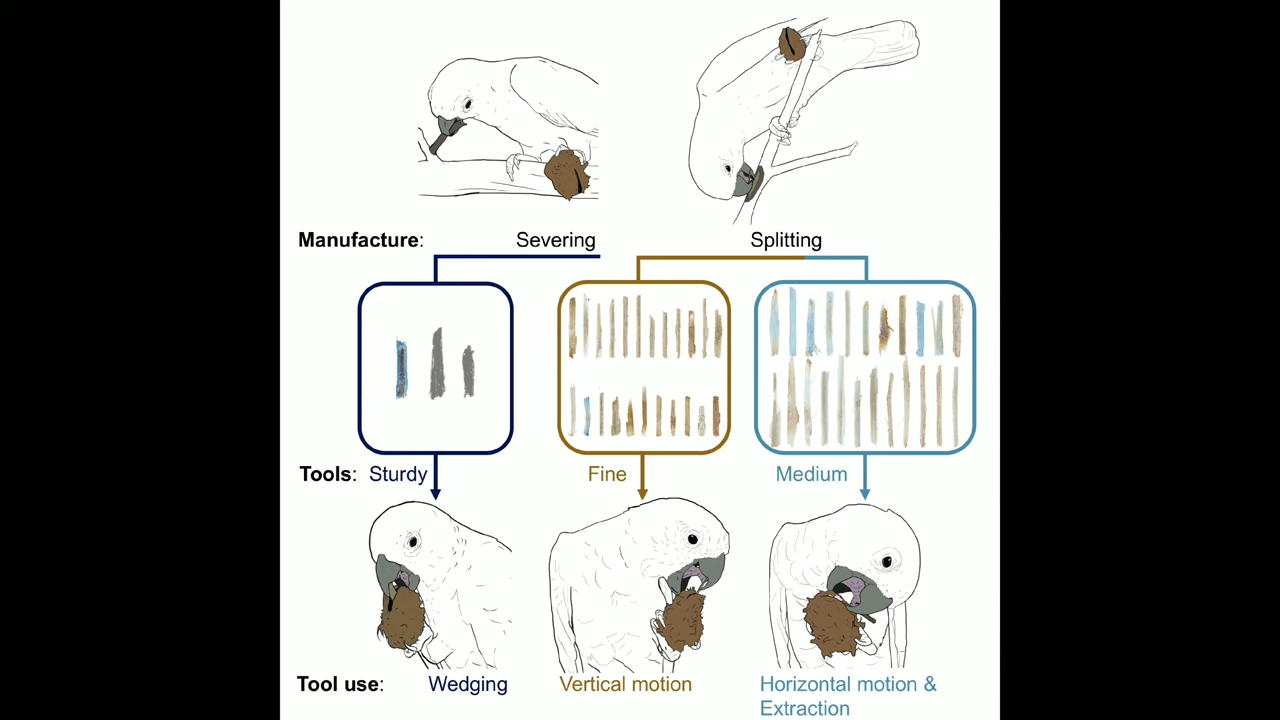 Manufacture: Severing Splitting
Tools: Sturdy Fine Medium
Tool use: Wedging Vertical motion Horizontal motion &
Extraction